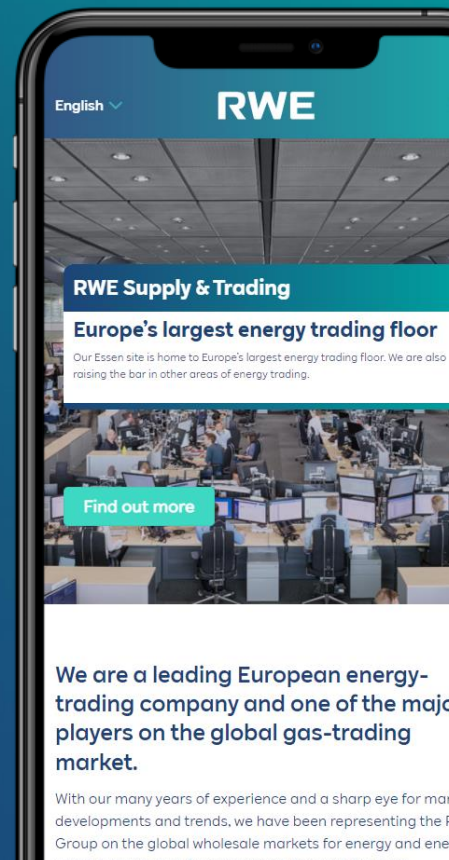 English
RWE
RWE Supply & Trading
Europe's largest energy trading floor
Our Essen site is home to Europe's largest energy trading floor. We are also
raising the bar in other areas of energy trading.
Find out more
We are a leading European energy-
trading company and one of the majo
players on the global gas-trading
market.
With our many years of experience and a sharp eye for mar
developments and trends, we have been representing the R
Group on the global wholesale markets for energy and ene